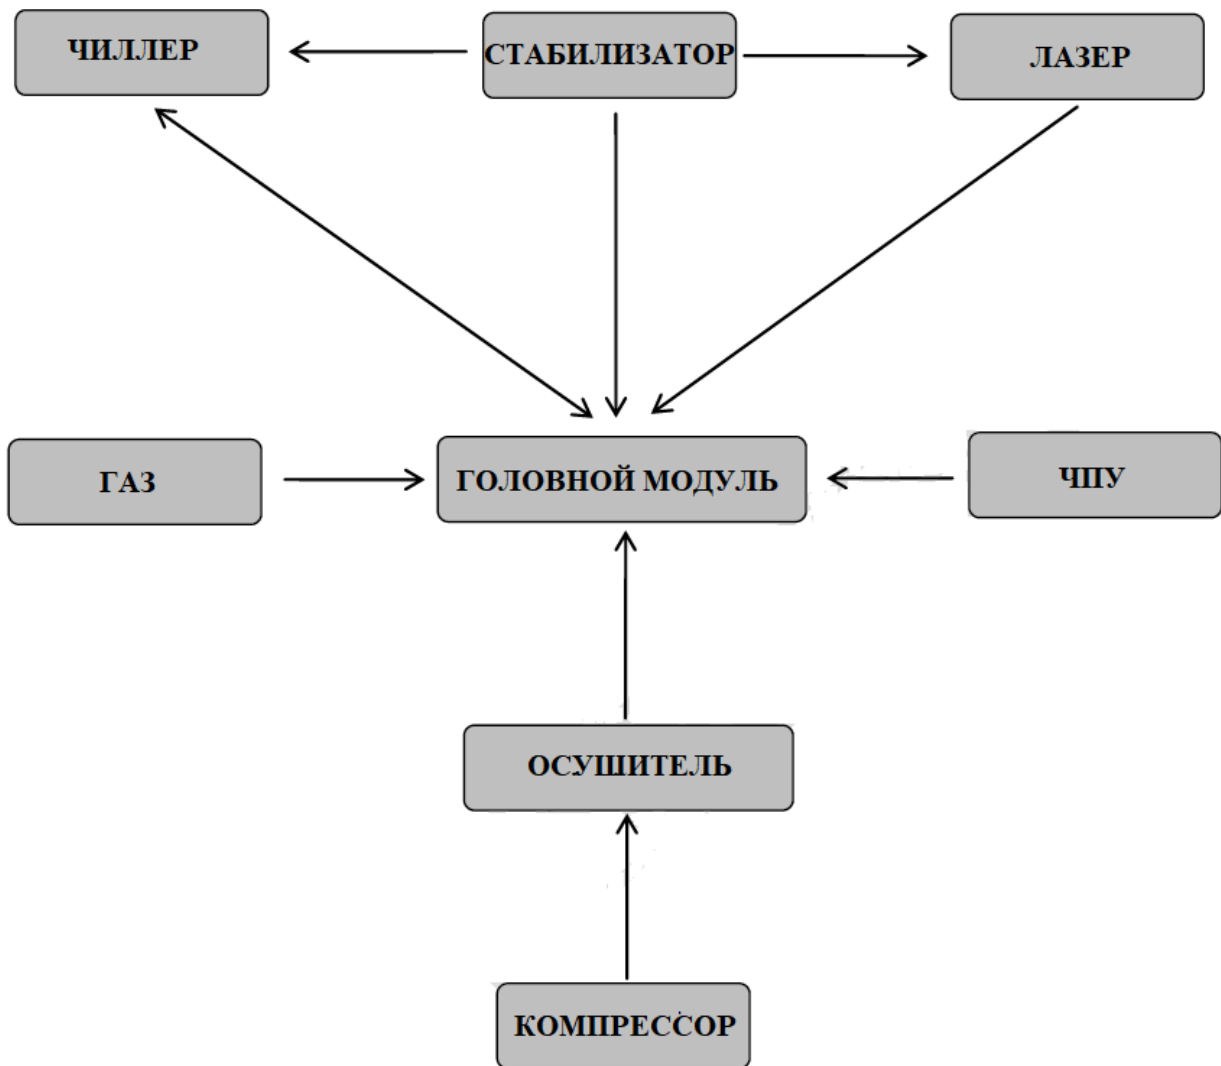 ЧИЛЛЕР
СТАБИЛИЗАТОР
ЛАЗЕР
ГАЗ
ГОЛОВНОЙ МОДУЛЬ
ЧПУ
ОСУШИТЕЛЬ
КОМПРЕССОР